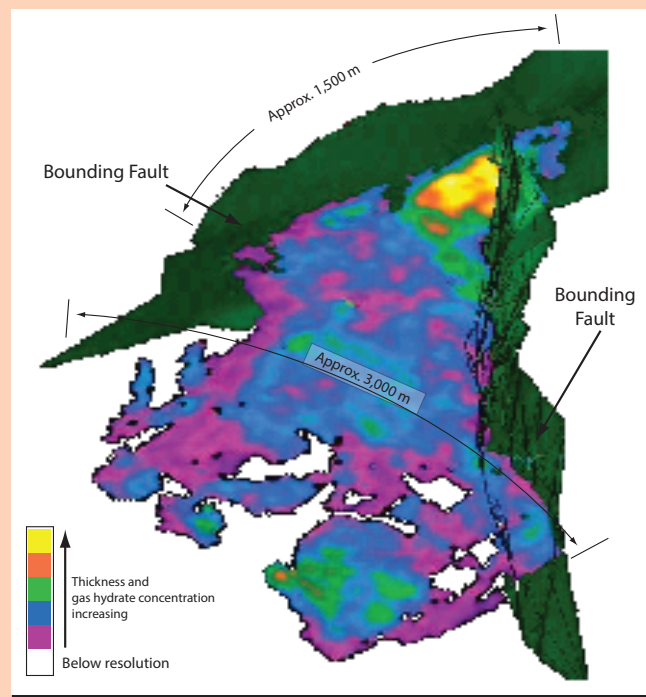 Approx. 1,500 m
Bounding Fault
Bounding
Fault
Approx. 3,000 m
Thickness and
gas hydrate concentration
increasing
Below resolution